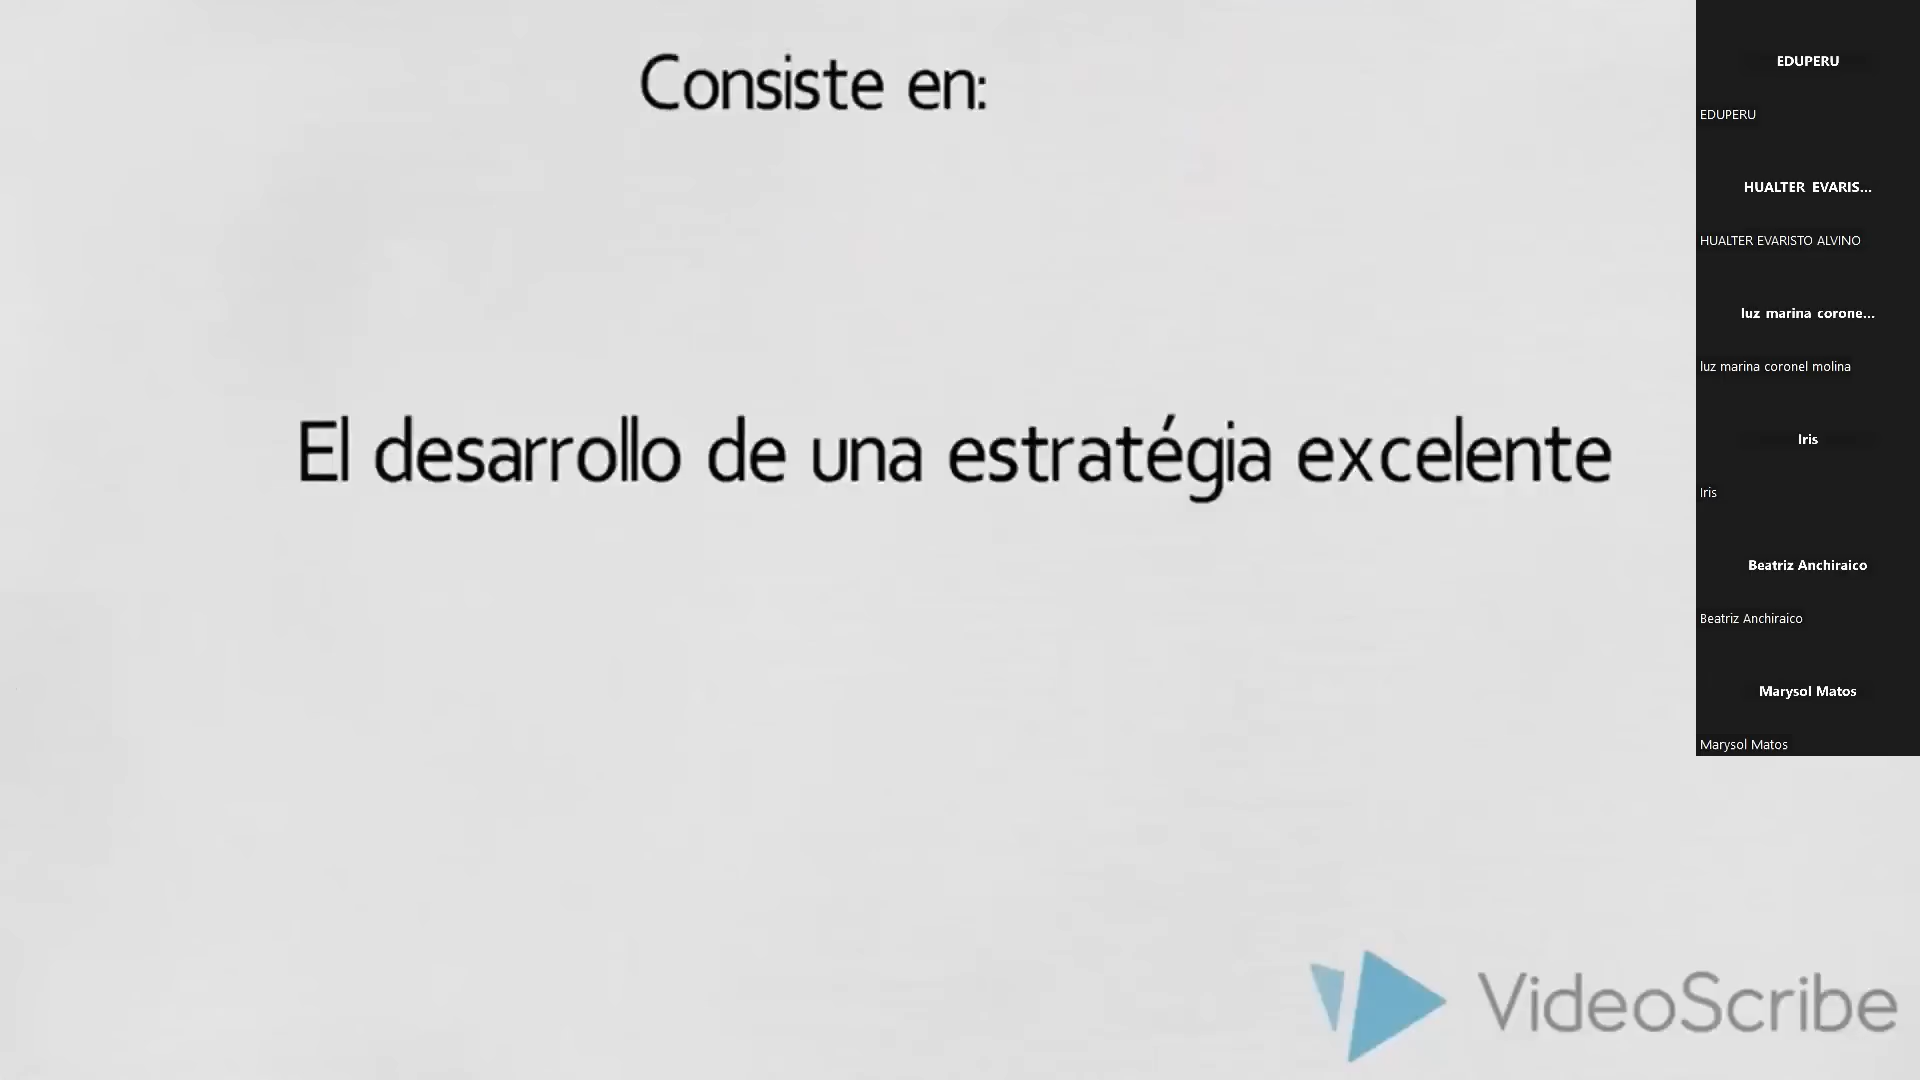 Consiste en:
El desarrollo de una estratégia excelente
VideoScribe
EDUPERU
EDUPERU
HUALTER EVARIS...
HUALTER EVARISTO ALVINO
luz marina corone...
luz marina coronel molina
Iris
Iris
Beatriz Anchiraico
Beatriz Anchiraico
Marysol Matos
Marysol Matos